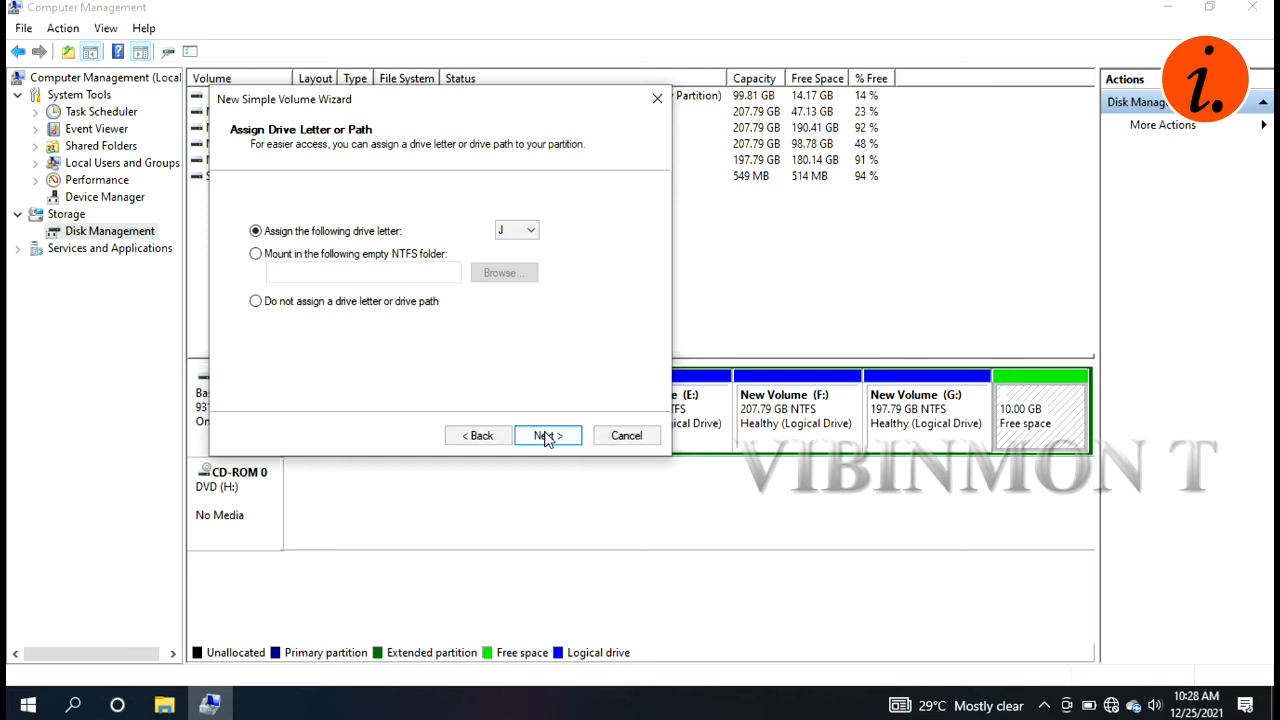 Computer Management
File Action View Help
Computer Management (Local
System Tools
Task Scheduler
Event Viewer
Shared Folders
Local Users and Groups
Performance
Device Manager
Storage
Disk Management
Services and Applications
Volume Layout Type File System Status Capacity Free Space % Free
Partition) 99.81 GB 14.17 GB 14 %
207.79 GB 47.13 GB 23 %
207.79 GB 190.41 GB 92 %
207.79 GB 98.78 GB 48 %
197.79 GB 180.14 GB 91 %
549 MB 514 MB 94 %
New Simple Volume Wizard
Assign Drive Letter or Path
For easier access, you can assign a drive letter or drive path to your partition.
Assign the following drive letter: J
Mount in the following empty NTFS folder:
Browse...
Do not assign a drive letter or drive path
< Back Next > Cancel
Actions
Disk Manag
More Actions
i.
Ba
931
On
e (E:)
TFS
ical Drive)
New Volume (F:)
207.79 GB NTFS
Healthy (Logical Drive)
New Volume (G:)
197.79 GB NTFS
Healthy (Logical Drive)
10.00 GB
Free space
VIBINMON T
CD-ROM 0
DVD (H:)
No Media
Unallocated Primary partition Extended partition Free space Logical drive
29°C Mostly clear
10:28 AM
12/25/2021